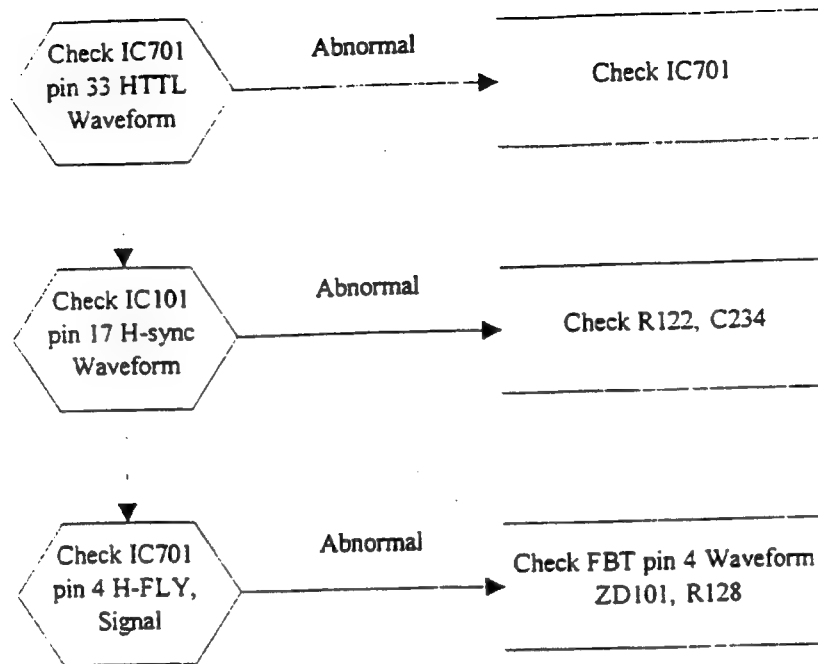 Check IC701
pin 33 HTTL
Waveform
Abnormal
Check IC701
Check IC101
pin 17 H-sync
Waveform
Abnormal
Check R122, C234
Check IC701
pin 4 H-FLY,
Signal
Abnormal
Check FBT pin 4 Waveform
ZD101, R128